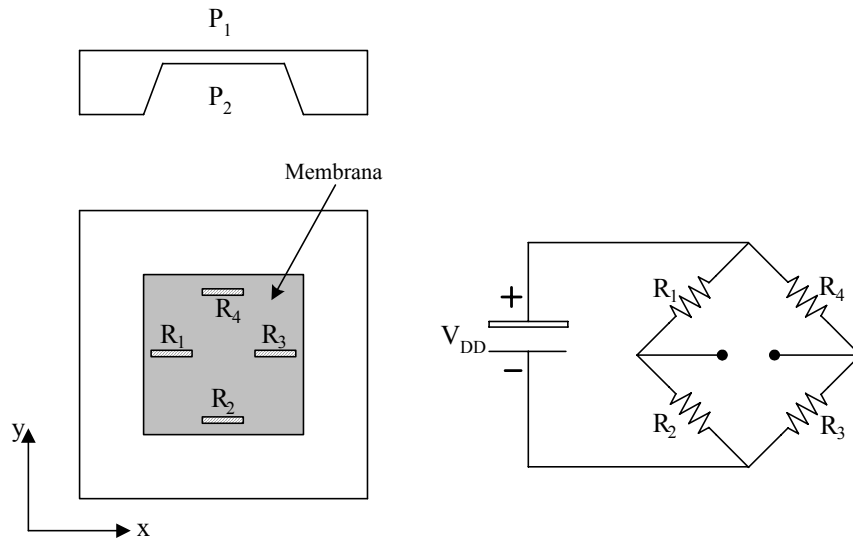 P1
P2
Membrana
R4
R1 R3
R2
y
x
+
VDD
−
R1 R4
R2 R3